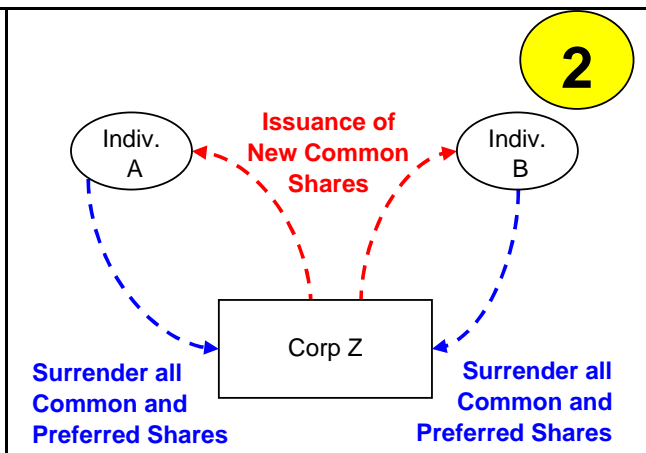 2
Indiv.
A
Issuance of
New Common
Shares
Indiv.
B
Corp Z
Surrender all
Common and
Preferred Shares
Surrender all
Common and
Preferred Shares